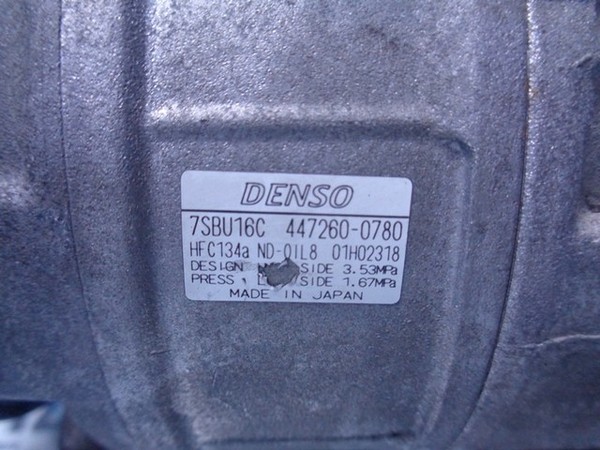 DENSO
7SBU16C 447260-0780
HFC134a ND-OIL8 01H02318
DESIGN SIDE 3.53MPa
PRESS, SIDE 1.67MPa
MADE IN JAPAN